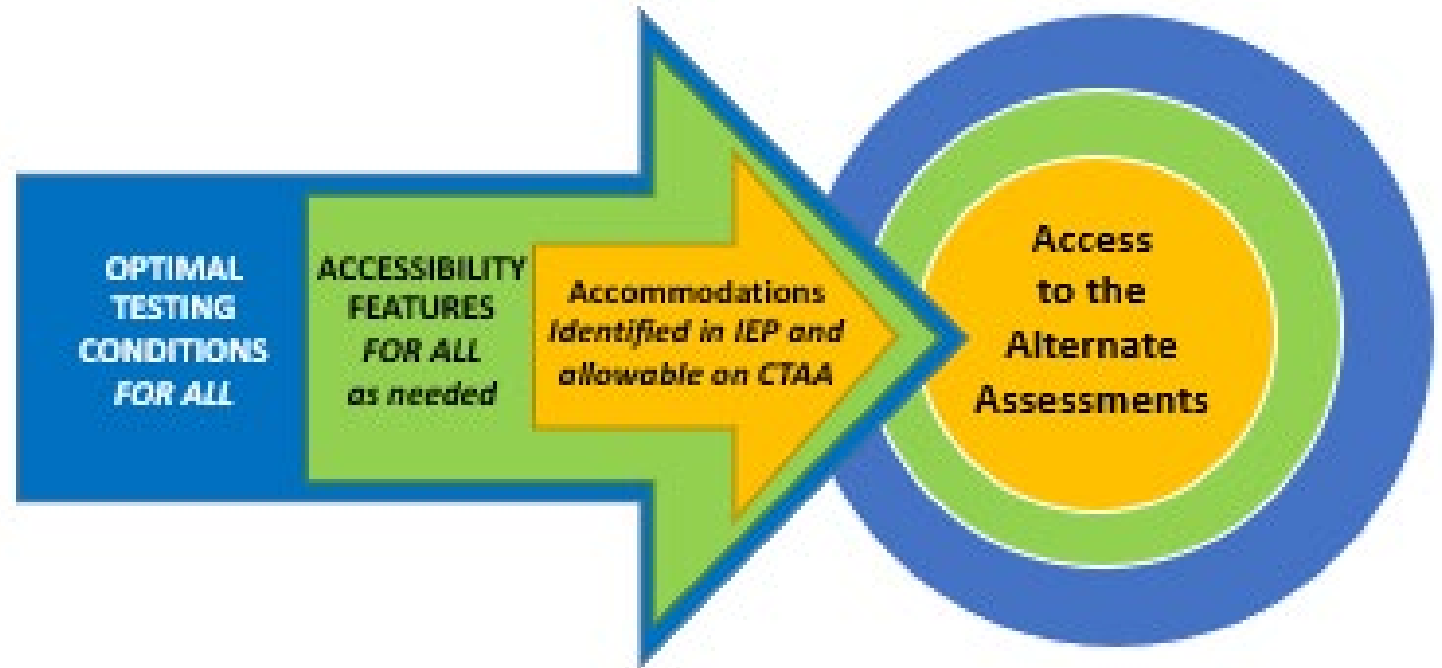 OPTIMAL
TESTING
CONDITIONS
FOR ALL
ACCESSIBILITY
FEATURES
FOR ALL
as needed
Accommodations
Identified in IEP and
allowable on CTAA
Access
to the
Alternate
Assessments